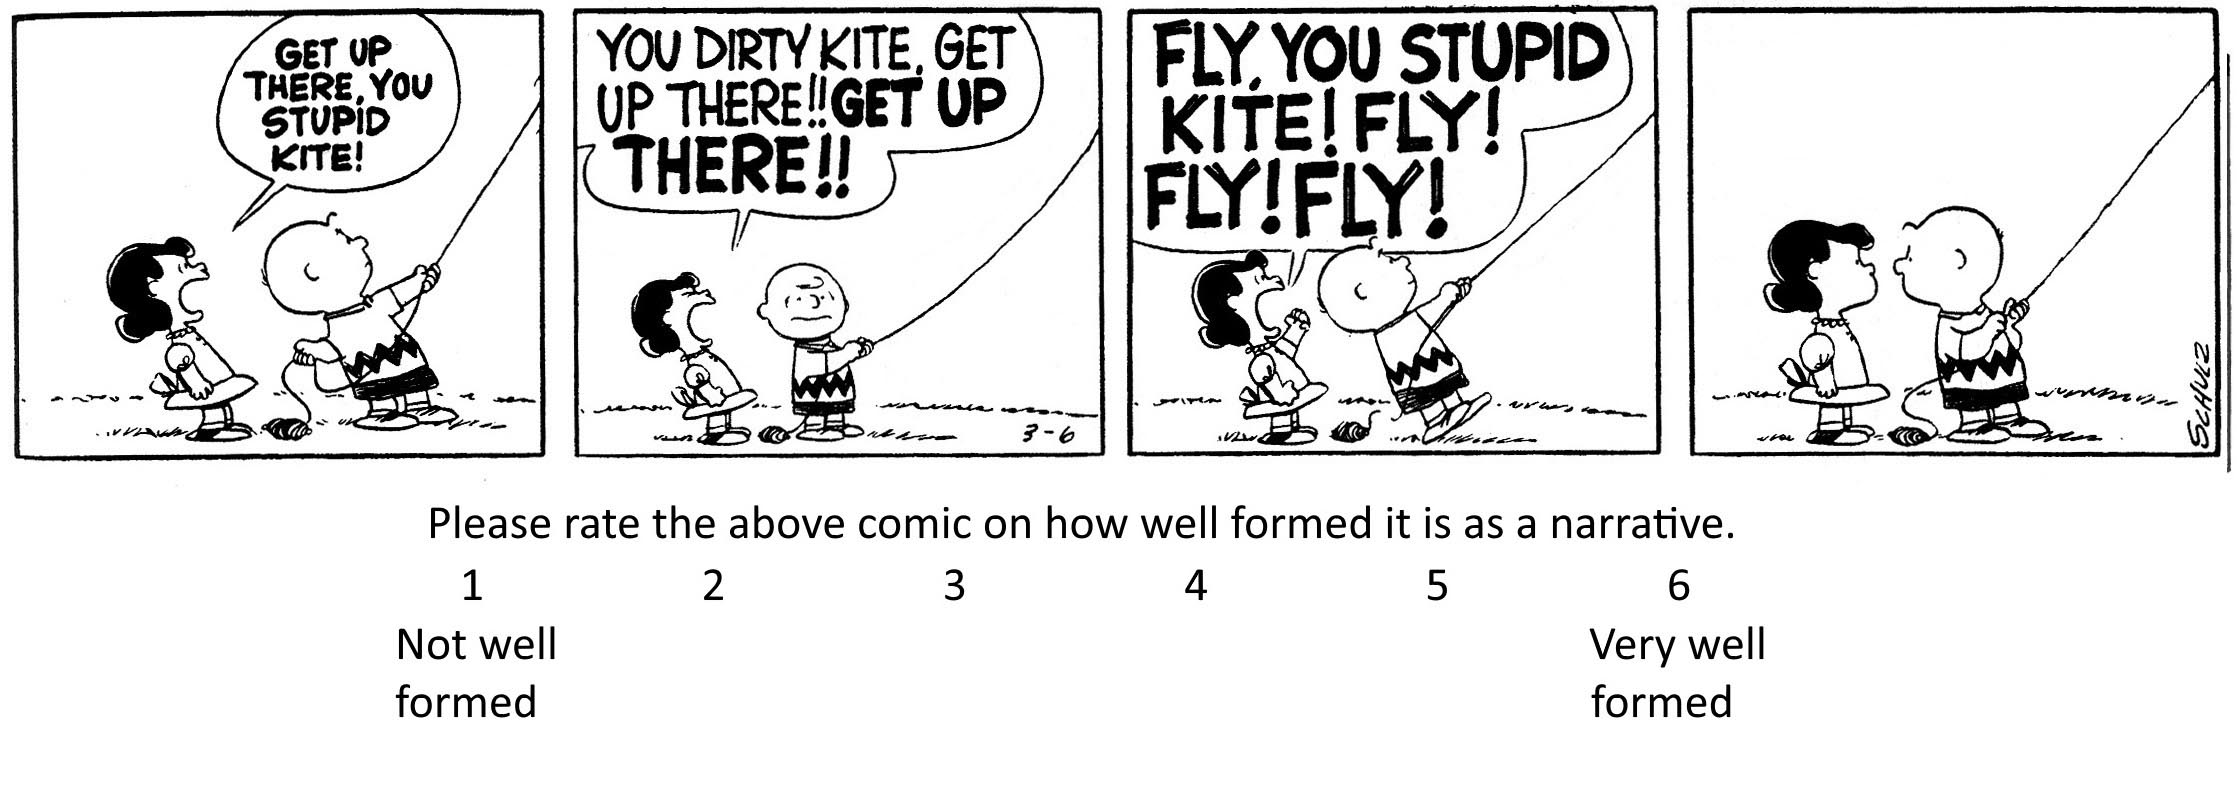 GET UP
THERE, YOU
STUPID
KITE!
YOU DIRTY KITE, GET
UP THERE!! GET UP
THERE!!
3-6
FLY, YOU STUPID
KITE! FLY!
FLY! FLY!
SCHULZ
Please rate the above comic on how well formed it is as a narrative.
1 2 3 4 5 6
Not well
formed
Very well
formed